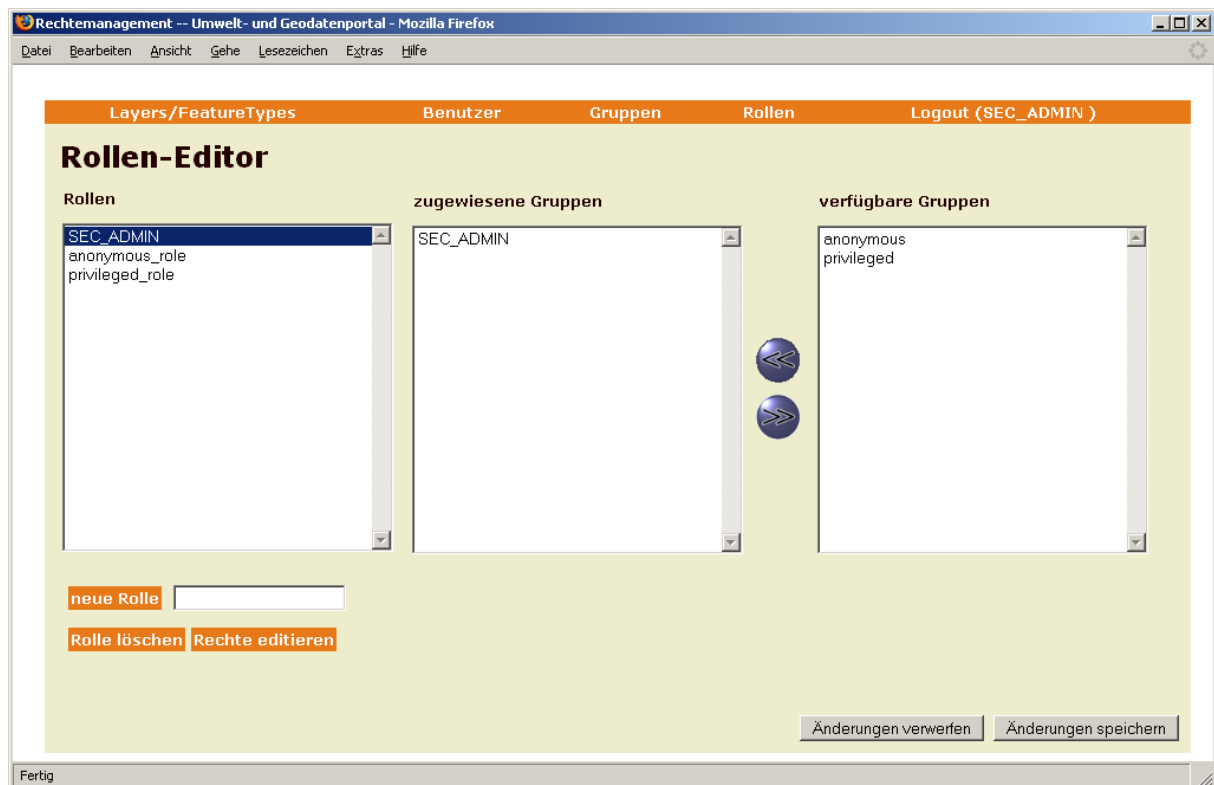 Rechtemanagement -- Umwelt- und Geodatenportal - Mozilla Firefox
Datei Bearbeiten Ansicht Gehe Lesezeichen Extras Hilfe
Layers/FeatureTypes Benutzer Gruppen Rollen Logout (SEC_ADMIN )
Rollen-Editor
Rollen
SEC_ADMIN
anonymous_role
privileged_role
zugewiesene Gruppen
SEC_ADMIN
verfügbare Gruppen
anonymous
privileged
neue Rolle
Rolle löschen Rechte editieren
Änderungen verwerfen Änderungen speichern
Fertig